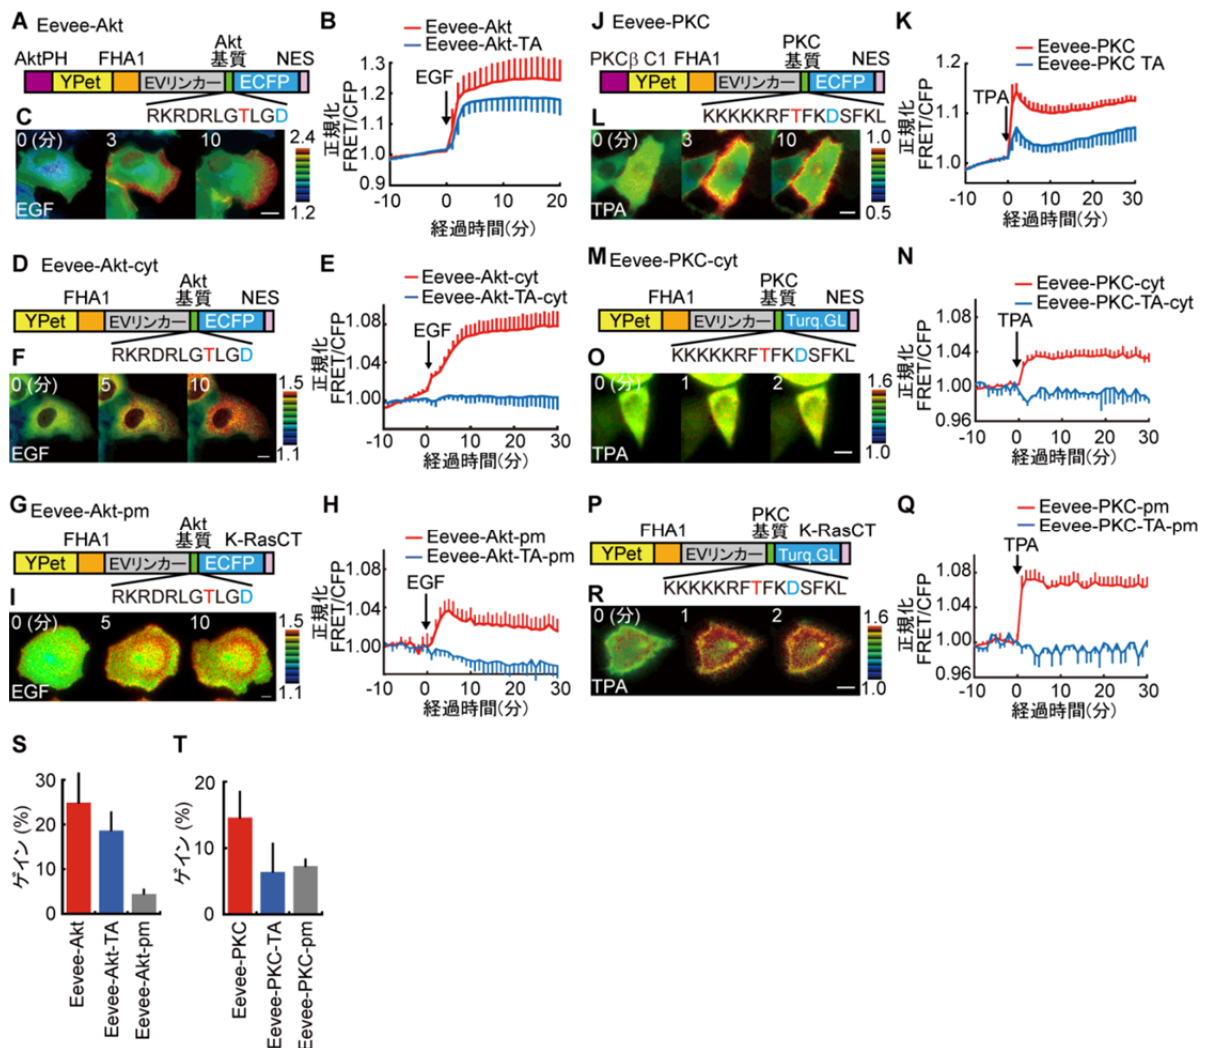 A Eevee-Akt
AktPH FHA1 Akt 基質 NES
YPet EVリンカー ECFP
RKRDRLGTLGD
B
Eevee-Akt
Eevee-Akt-TA
EGF
正規化 FRET/CFP
1.3
1.2
1.1
1.0
0.9
-10 0 10 20
経過時間(分)
C
0 (分) 3 10
2.4
1.2
EGF
D Eevee-Akt-cyt
FHA1 Akt 基質 NES
YPet EVリンカー ECFP
RKRDRLGTLGD
E
Eevee-Akt-cyt
Eevee-Akt-TA-cyt
EGF
正規化 FRET/CFP
1.08
1.04
1.00
-10 0 10 20 30
経過時間(分)
F
0 (分) 5 10
1.5
1.1
EGF
G Eevee-Akt-pm
FHA1 Akt 基質 K-RasCT
YPet EVリンカー ECFP
RKRDRLGTLGD
H
Eevee-Akt-pm
Eevee-Akt-TA-pm
EGF
正規化 FRET/CFP
1.08
1.04
1.00
-10 0 10 20 30
経過時間(分)
I
0 (分) 5 10
1.5
1.1
EGF
J Eevee-PKC
PKCβ C1 FHA1 PKC 基質 NES
YPet EVリンカー ECFP
KKKKKRFTFKDSFKL
K
Eevee-PKC
Eevee-PKC TA
TPA
正規化 FRET/CFP
1.2
1.1
1.0
-10 0 10 20 30
経過時間(分)
L
0 (分) 3 10
1.0
0.5
TPA
M Eevee-PKC-cyt
FHA1 PKC 基質 NES
YPet EVリンカー Turq.GL
KKKKKRFTFKDSFKL
N
Eevee-PKC-cyt
Eevee-PKC-TA-cyt
TPA
正規化 FRET/CFP
1.08
1.04
1.00
0.96
-10 0 10 20 30
経過時間(分)
O
0 (分) 1 2
1.6
1.0
TPA
P
FHA1 PKC 基質 K-RasCT
YPet EVリンカー Turq.GL
KKKKKRFTFKDSFKL
Q
Eevee-PKC-pm
Eevee-PKC-TA-pm
TPA
正規化 FRET/CFP
1.08
1.04
1.00
0.96
-10 0 10 20 30
経過時間(分)
R
0 (分) 1 2
1.6
1.0
TPA
S
ゲイン (%)
30
20
10
0
Eevee-Akt
Eevee-Akt-TA
Eevee-Akt-pm
T
ゲイン (%)
20
10
0
Eevee-PKC
Eevee-PKC-TA
Eevee-PKC-pm